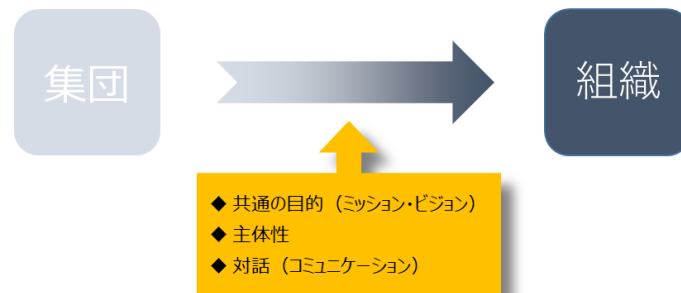 集団
組織
◆ 共通の目的（ミッション・ビジョン）
◆ 主体性
◆ 対話（コミュニケーション）